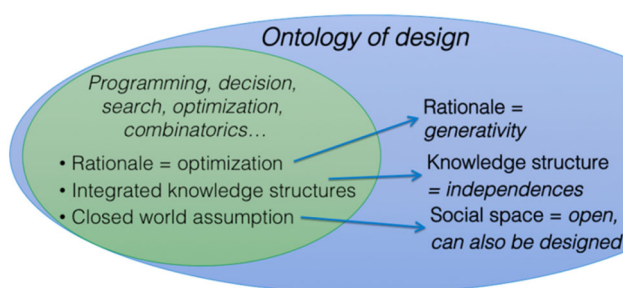 Ontology of design
Programming, decision,
search, optimization,
combinatorics…
• Rationale = optimization
• Integrated knowledge structures
• Closed world assumption
Rationale =
generativity
Knowledge structure
= independences
Social space = open,
can also be designed